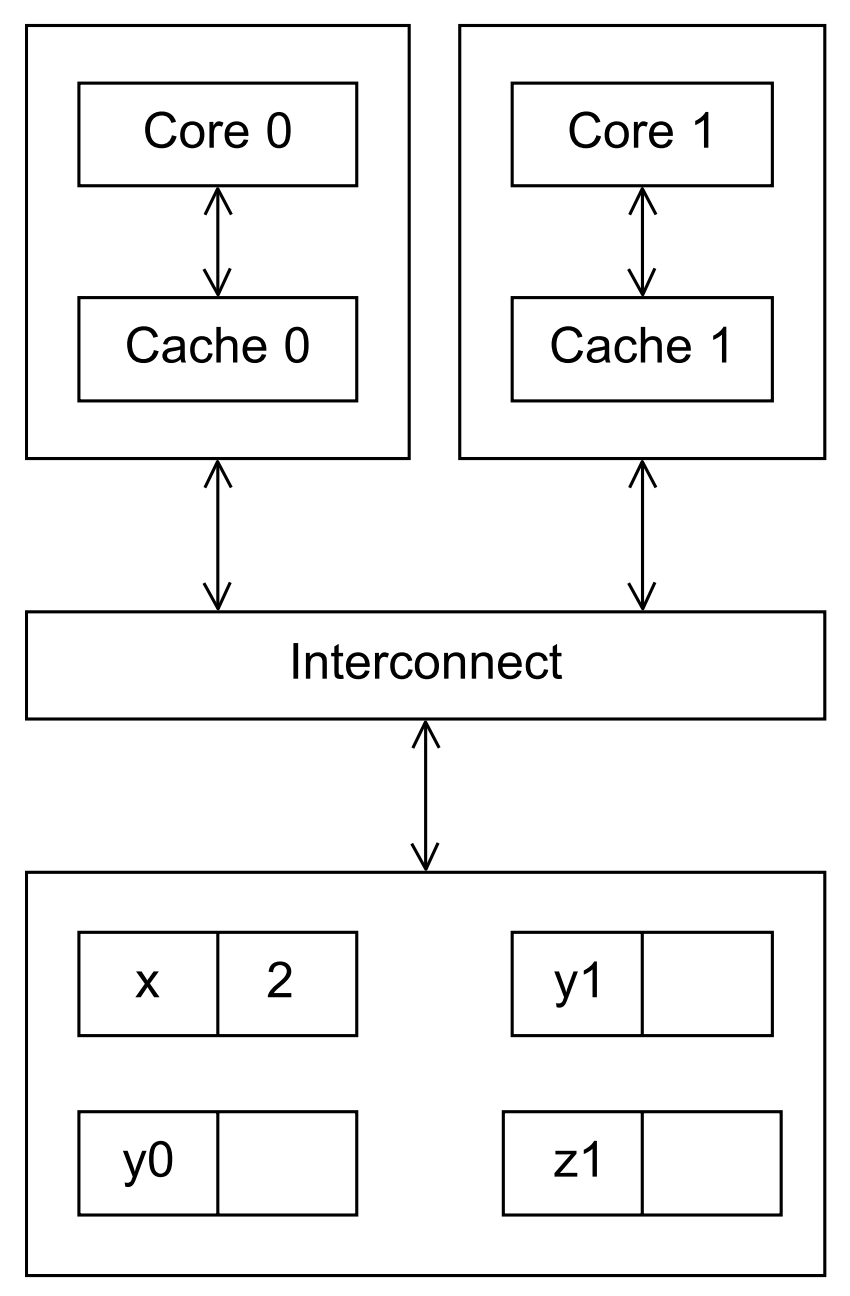 Core 0
Core 1
Cache 0
Cache 1
Interconnect
x 2
y1
y0
z1